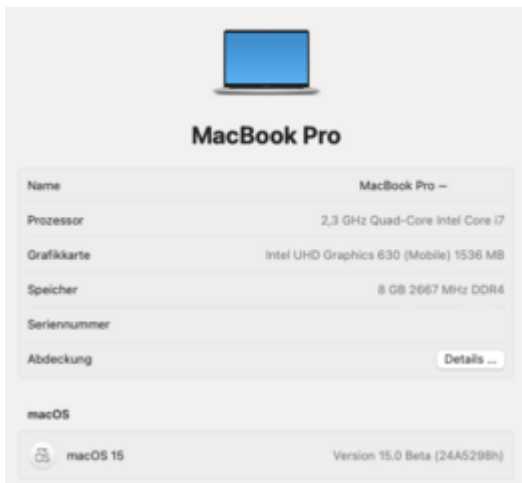 MacBook Pro
Name MacBook Pro –
Prozessor 2,3 GHz Quad-Core Intel Core i7
Grafikkarte Intel UHD Graphics 630 (Mobile) 1536 MB
Speicher 8 GB 2667 MHz DDR4
Seriennummer
Abdeckung Details ...
macOS
macOS 15 Version 15.0 Beta (24A5298h)